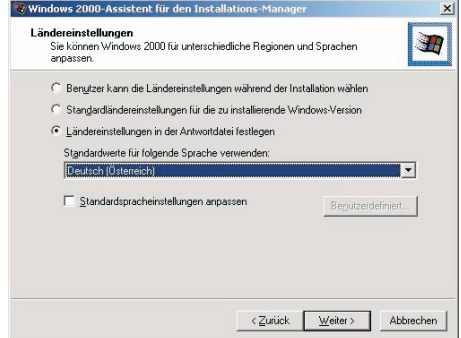 Windows 2000-Assistent für den Installations-Manager
Ländereinstellungen
Sie können Windows 2000 für unterschiedliche Regionen und Sprachen
anpassen.
Benutzer kann die Ländereinstellungen während der Installation wählen
Standardländereinstellungen für die zu installierende Windows-Version
Ländereinstellungen in der Antwortdatei festlegen
Standardwerte für folgende Sprache verwenden:
Deutsch (Österreich)
Standardspracheinstellungen anpassen
Benutzerdefiniert...
< Zurück
Weiter >
Abbrechen